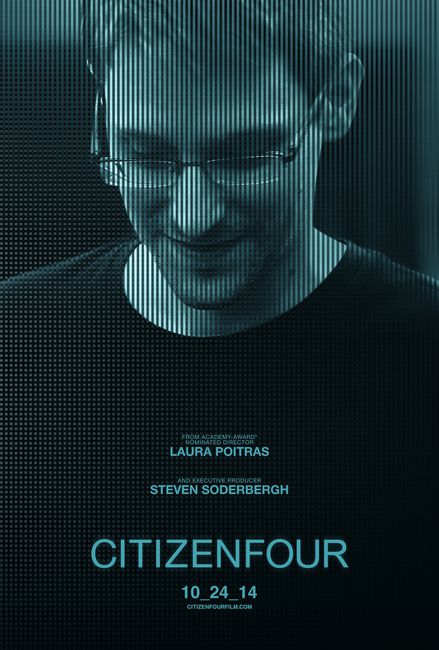 FROM ACADEMY-AWARD®
NOMINATED DIRECTOR
LAURA POITRAS
AND EXECUTIVE PRODUCER
STEVEN SODERBERGH
CITIZENFOUR
10_24_14
CITIZENFOURFILM.COM